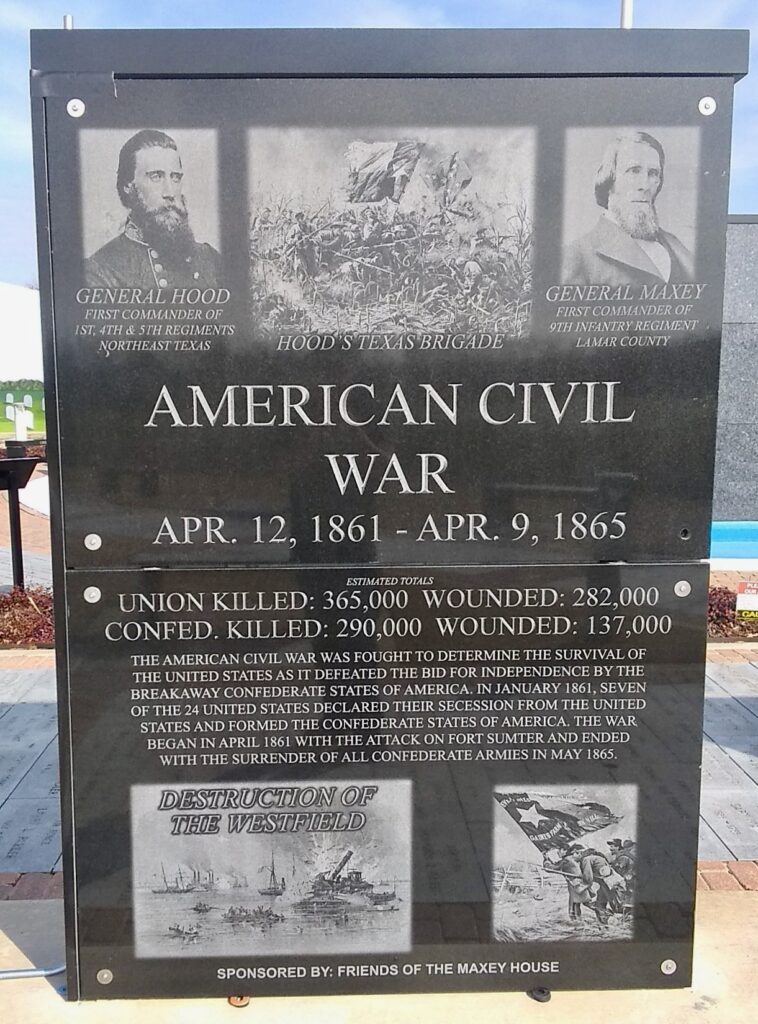 GENERAL HOOD
FIRST COMMANDER OF
1ST, 4TH & 5TH REGIMENTS
NORTHEAST TEXAS
HOOD'S TEXAS BRIGADE
GENERAL MAXEY
FIRST COMMANDER OF
9TH INFANTRY REGIMENT
LAMAR COUNTY
AMERICAN CIVIL
WAR
APR. 12, 1861 - APR. 9, 1865
ESTIMATED TOTALS
UNION KILLED: 365,000 WOUNDED: 282,000
CONFED. KILLED: 290,000 WOUNDED: 137,000
THE AMERICAN CIVIL WAR WAS FOUGHT TO DETERMINE THE SURVIVAL OF
THE UNITED STATES AS IT DEFEATED THE BID FOR INDEPENDENCE BY THE
BREAKAWAY CONFEDERATE STATES OF AMERICA. IN JANUARY 1861, SEVEN
OF THE 24 UNITED STATES DECLARED THEIR SECESSION FROM THE UNITED
STATES AND FORMED THE CONFEDERATE STATES OF AMERICA. THE WAR
BEGAN IN APRIL 1861 WITH THE ATTACK ON FORT SUMTER AND ENDED
WITH THE SURRENDER OF ALL CONFEDERATE ARMIES IN MAY 1865.
DESTRUCTION OF
THE WESTFIELD
GAINES FARM
SPONSORED BY: FRIENDS OF THE MAXEY HOUSE